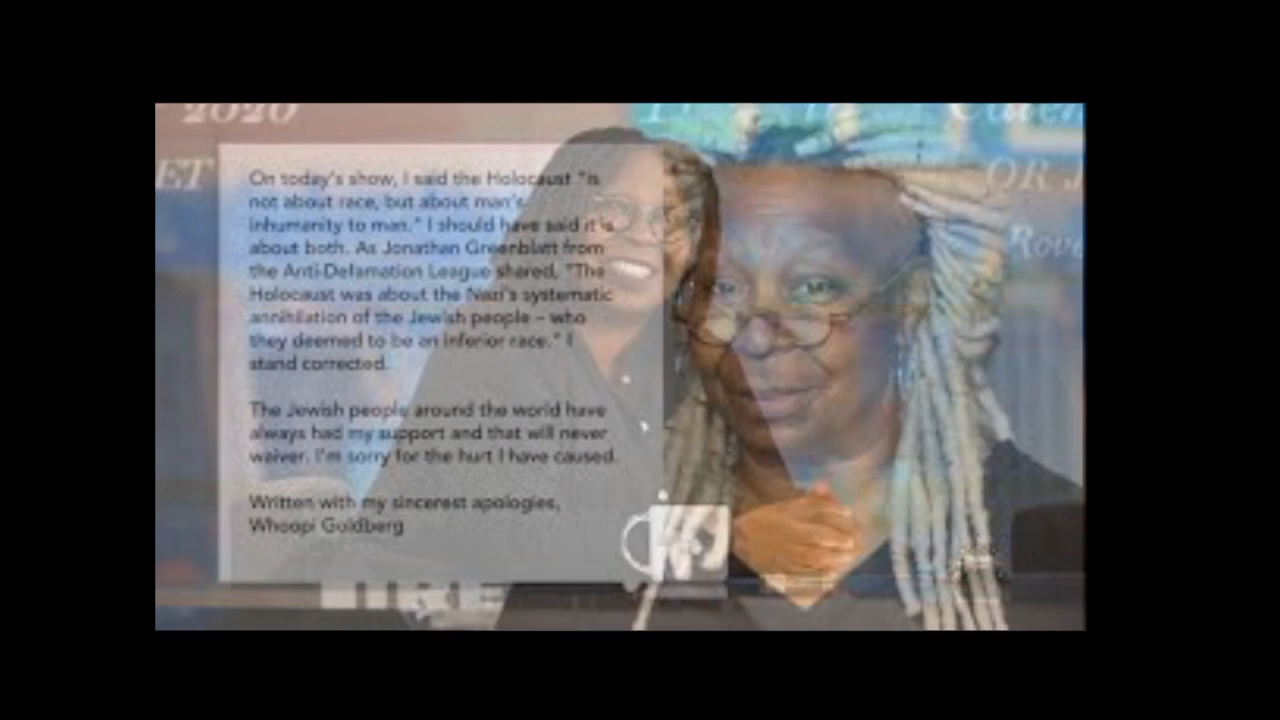 2020
ET
OR J
Rove
On today's show, I said the Holocaust "is
not about race, but about man's
inhumanity to man." I should have said it is
about both. As Jonathan Greenblatt from
the Anti-Defamation League shared, "The
Holocaust was about the Nazi's systematic
annihilation of the Jewish people – who
they deemed to be an inferior race." I
stand corrected.
The Jewish people around the world have
always had my support and that will never
waiver. I'm sorry for the hurt I have caused.
Written with my sincerest apologies,
Whoopi Goldberg